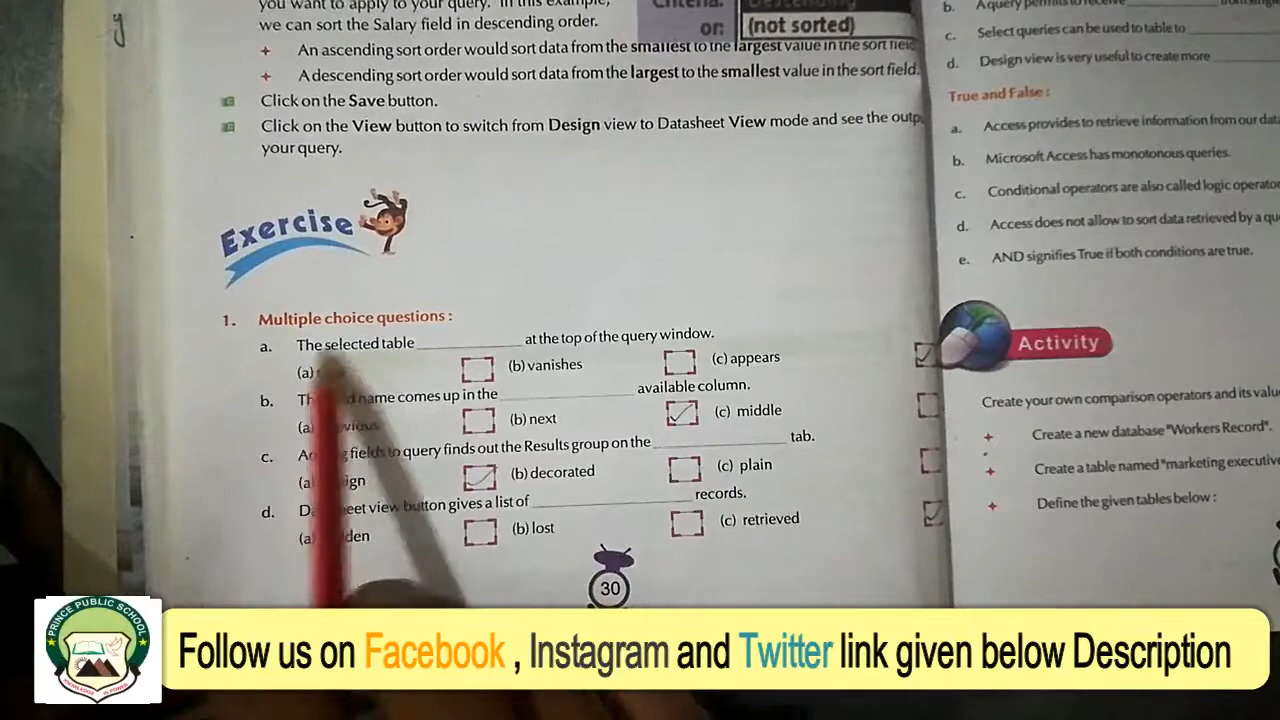 y
you want to apply to your query. In this example,
we can sort the Salary field in descending order.
+ An ascending sort order would sort data from the smallest to the largest value in the sort field
+ A descending sort order would sort data from the largest to the smallest value in the sort field.
Click on the Save button.
Click on the View button to switch from Design view to Datasheet View mode and see the outp
your query.
Criteria:
or:
(not sorted)
Exercise
1. Multiple choice questions :
a. The selected table ____________ at the top of the query window.
(a) (b) vanishes (c) appears
b. name comes up in the ____________ available column.
(a) (b) next (c) middle
c. fields to query finds out the Results group on the ____________ tab.
(a) (b) decorated (c) plain
d. view button gives a list of ____________ records.
(a) (b) lost (c) retrieved
30
b. A query permits to receive ____________
c. Select queries can be used to table to ____________
d. Design view is very useful to create more ____________
True and False :
a. Access provides to retrieve information from our dat
b. Microsoft Access has monotonous queries.
c. Conditional operators are also called logic operato
d. Access does not allow to sort data retrieved by a qu
e. AND signifies True if both conditions are true.
Activity
Create your own comparison operators and its valu
+ Create a new database "Workers Record".
+ Create a table named "marketing executive
+ Define the given tables below :
PRINCE PUBLIC SCHOOL
Follow us on Facebook , Instagram and Twitter link given below Description